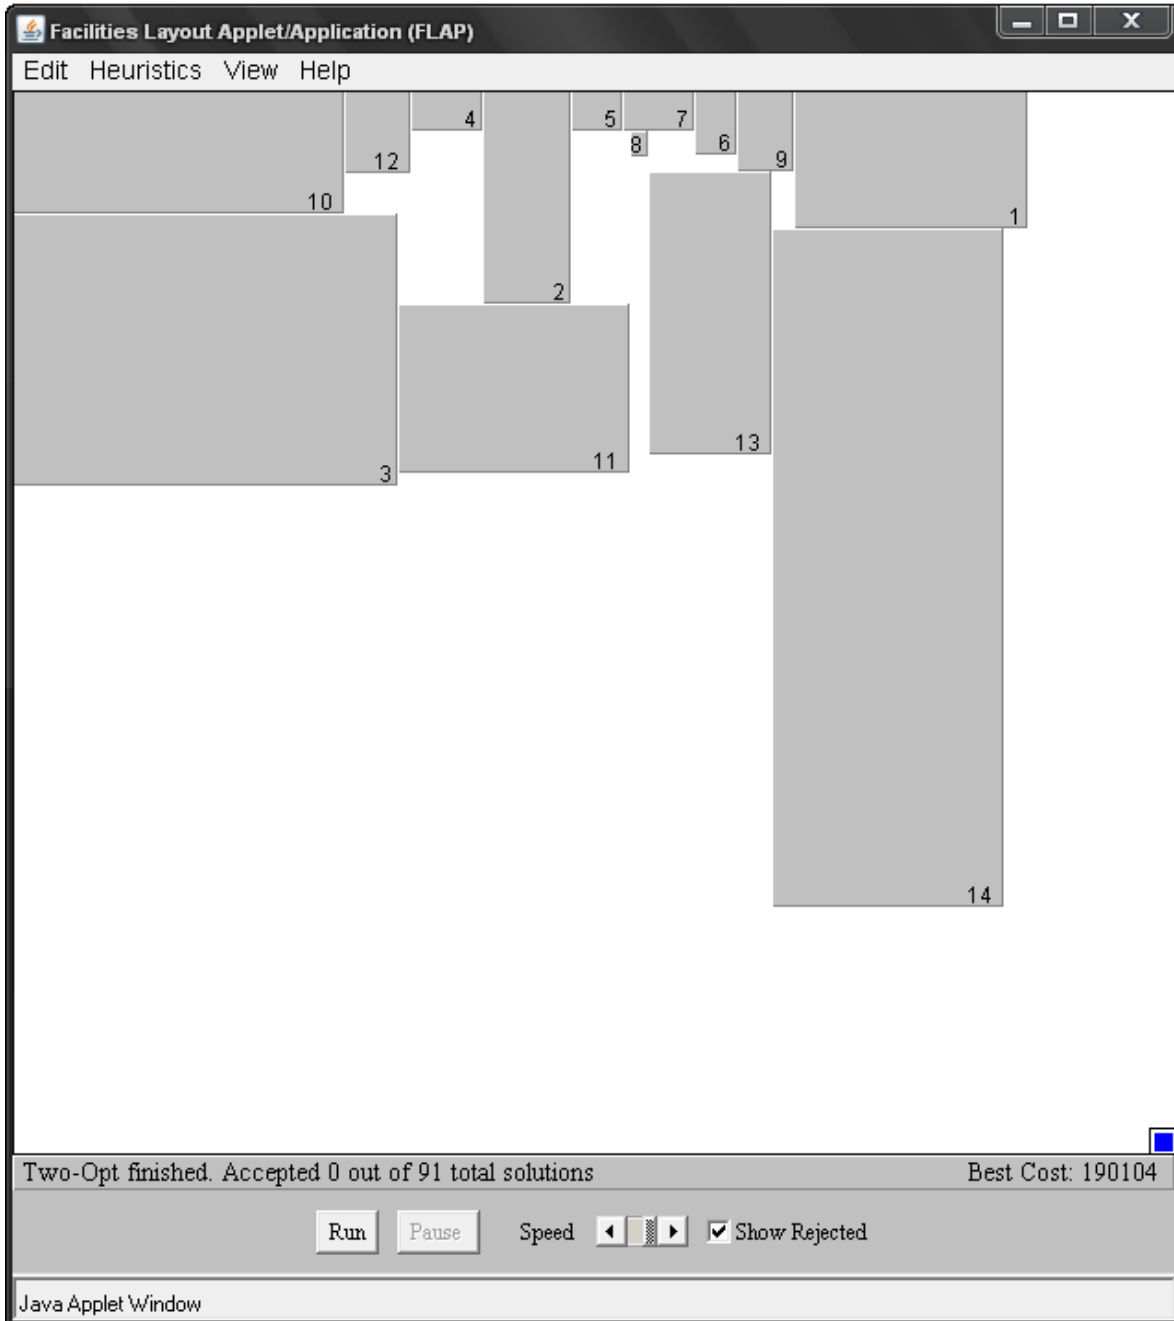 Facilities Layout Applet/Application (FLAP)
Edit Heuristics View Help
4 5 7
8 6
12 9
10 1
2
13
11
3
14
Two-Opt finished. Accepted 0 out of 91 total solutions Best Cost: 190104
Run Pause Speed Show Rejected
Java Applet Window